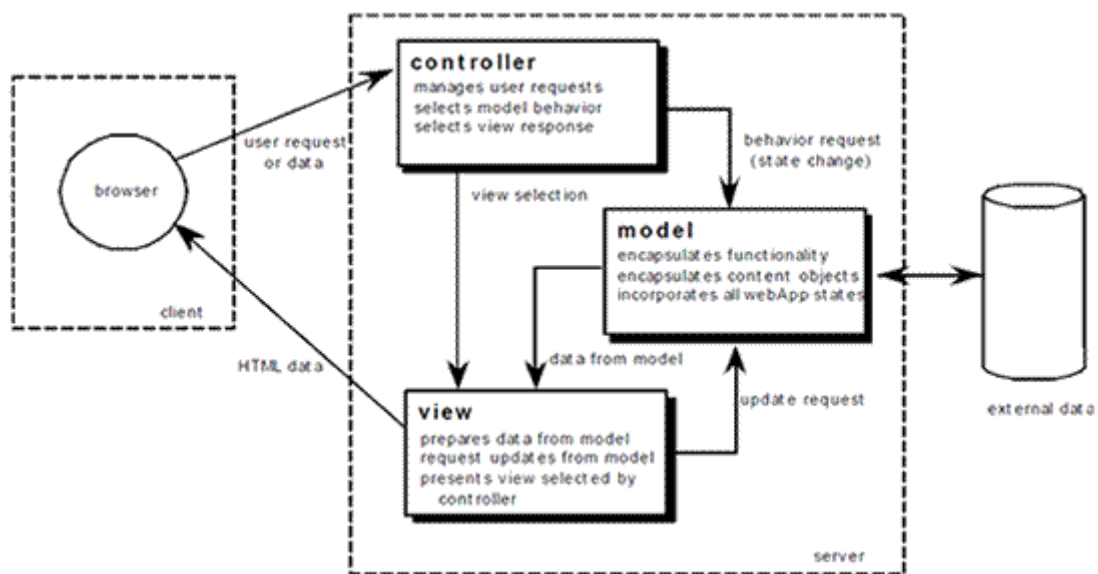 controller
manages user requests
selects model behavior
selects view response
user request
or data
browser
client
view selection
behavior request
(state change)
model
encapsulates functionality
encapsulates content objects
incorporates all webApp states
external data
HTML data
data from model
update request
view
prepares data from model
request updates from model
presents view selected by
controller
server